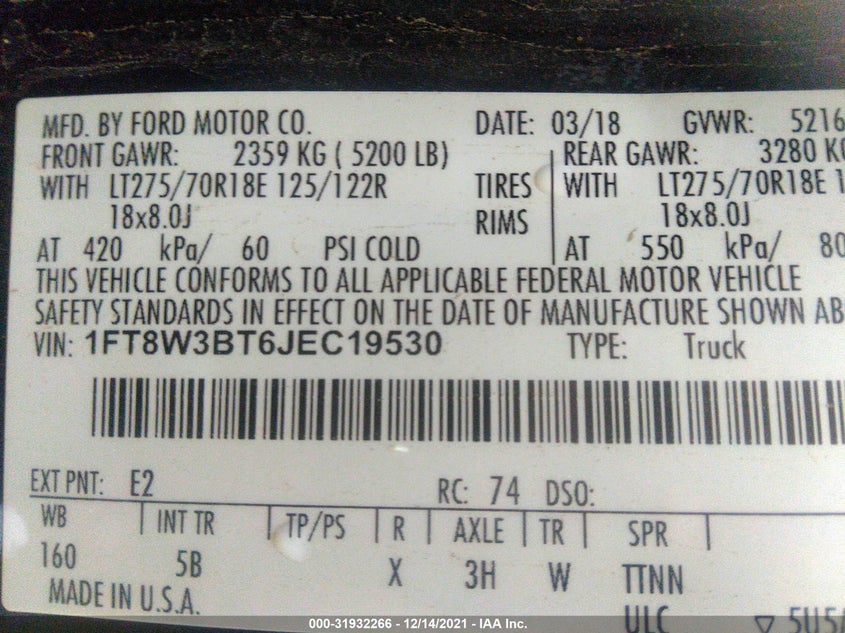 MFD. BY FORD MOTOR CO. DATE: 03/18 GVWR: 5216
FRONT GAWR: 2359 KG ( 5200 LB) REAR GAWR: 3280 KG
WITH LT275/70R18E 125/122R TIRES WITH LT275/70R18E 1
18x8.0J RIMS 18x8.0J
AT 420 kPa/ 60 PSI COLD AT 550 kPa/ 80
THIS VEHICLE CONFORMS TO ALL APPLICABLE FEDERAL MOTOR VEHICLE
SAFETY STANDARDS IN EFFECT ON THE DATE OF MANUFACTURE SHOWN AB
VIN: 1FT8W3BT6JEC19530 TYPE: Truck
EXT PNT: E2 RC: 74 DSO:
WB INT TR TP/PS R AXLE TR SPR
160 5B X 3H W TTNN
MADE IN U.S.A. ULC ▽ 5U5A
000-31932266 - 12/14/2021 - IAA Inc.